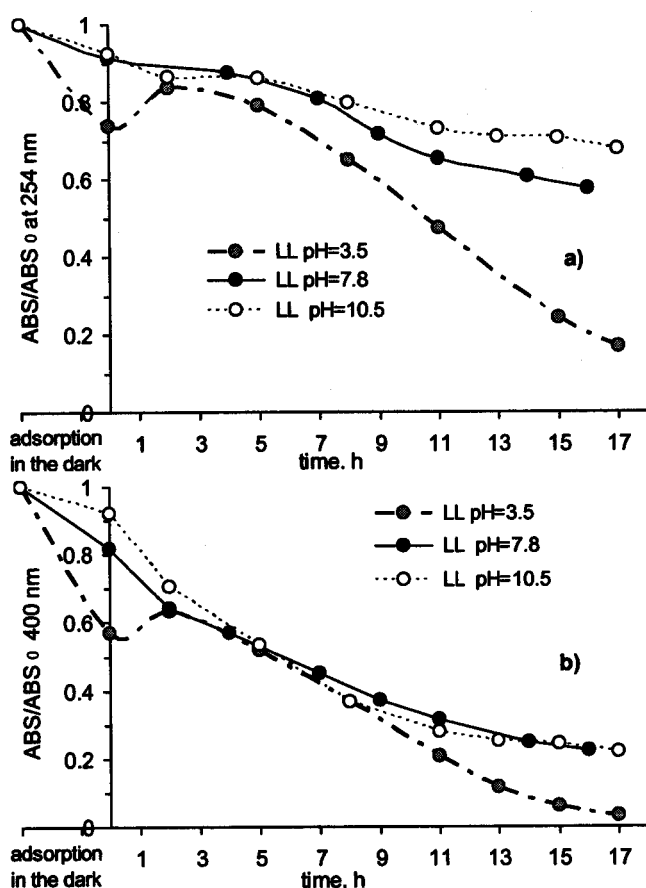 ABS/ABS 0 at 254 nm
1
0.8
0.6
0.4
0.2
0
LL pH=3.5
LL pH=7.8
LL pH=10.5
a)
adsorption
in the dark
1 3 5 7 9 11 13 15 17
time. h
ABS/ABS 0 400 nm
1
0.8
0.6
0.4
0.2
0
LL pH=3.5
LL pH=7.8
LL pH=10.5
b)
adsorption
in the dark
1 3 5 7 9 11 13 15 17
time. h